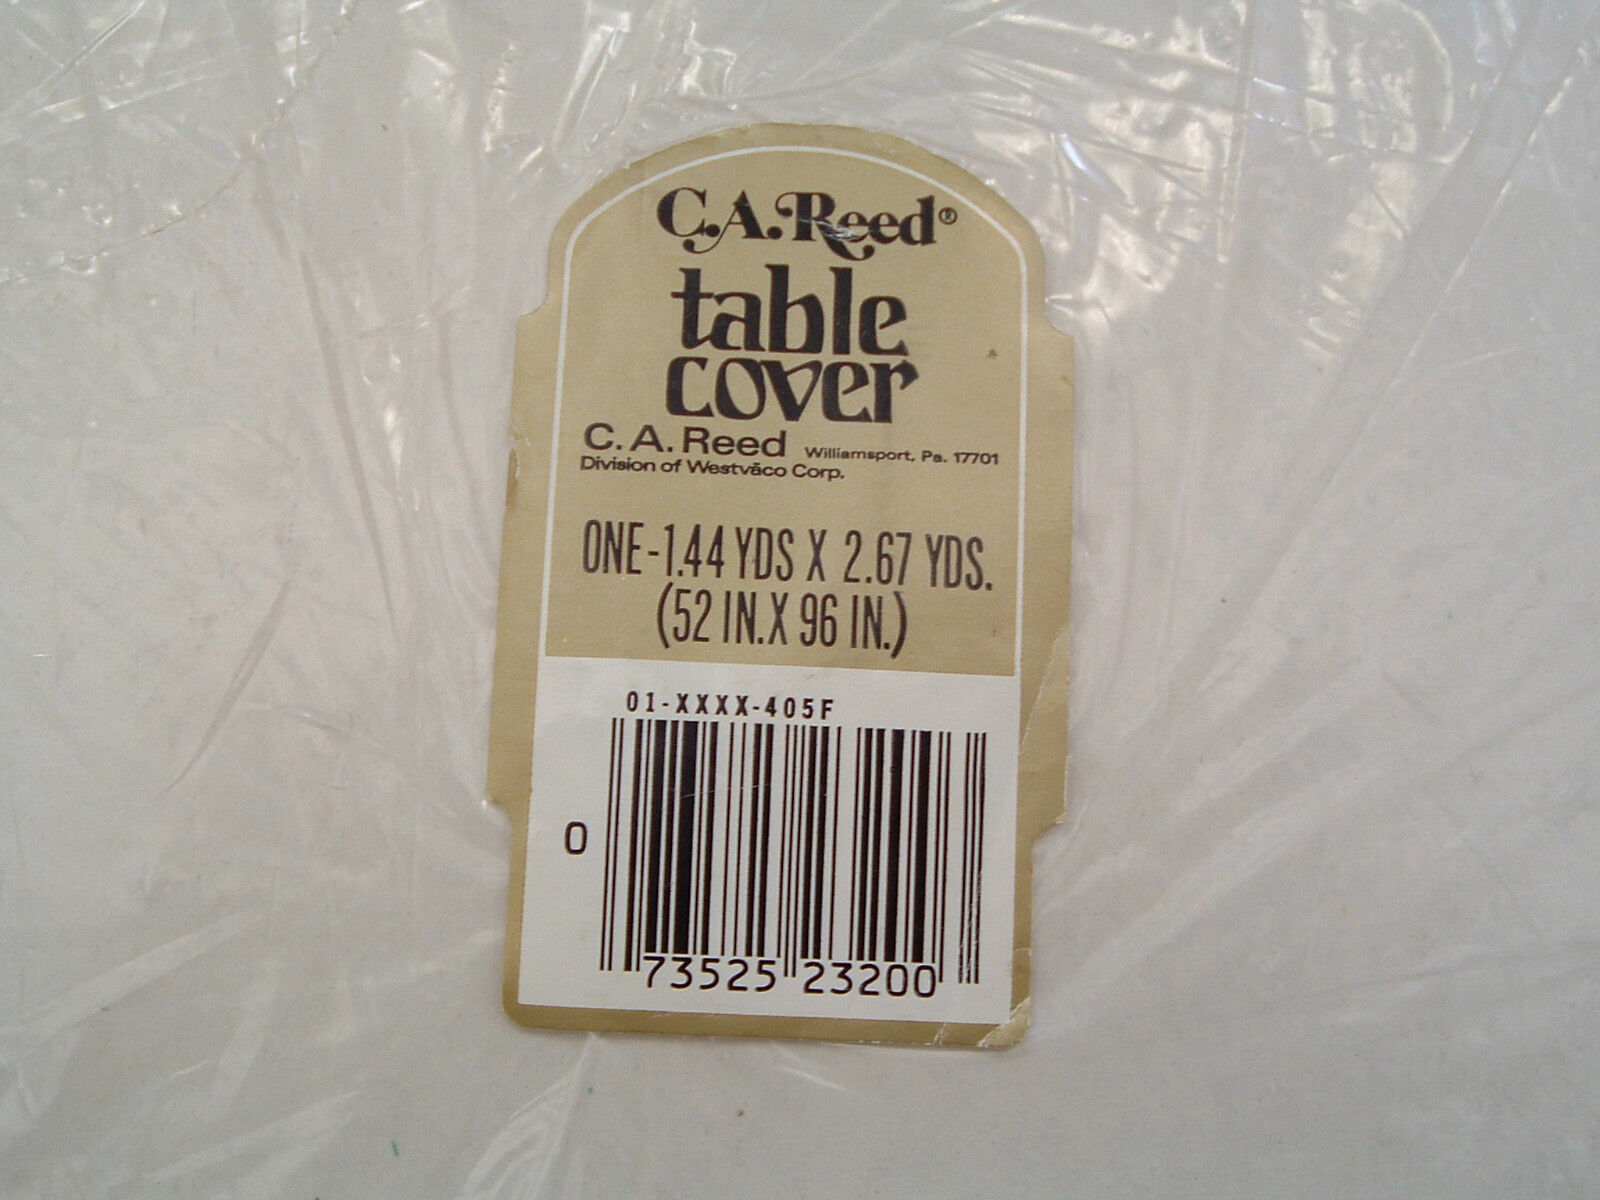 C.A. Reed®
table
cover
C. A. Reed Williamsport, Pa. 17701
Division of Westvāco Corp.
ONE-1.44 YDS X 2.67 YDS.
(52 IN. X 96 IN.)
01-XXXX-405F
0 73525 23200